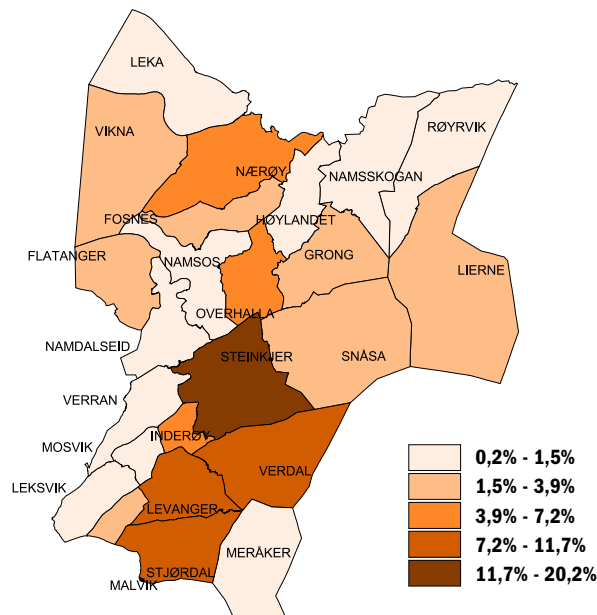 LEKA
VIKNA
RØYRVIK
NÆRØY
NAMSSKOGAN
FOSNES
HØYLANDET
FLATANGER
NAMSOS
GRONG
LIERNE
OVERHALLA
NAMDALSEID
STEINKJER
SNÅSA
VERRAN
MOSVIK
INDERØY
VERDAL
LEKSVIK
LEVANGER
MERÅKER
STJØRDAL
MALVIK
0,2% - 1,5%
1,5% - 3,9%
3,9% - 7,2%
7,2% - 11,7%
11,7% - 20,2%